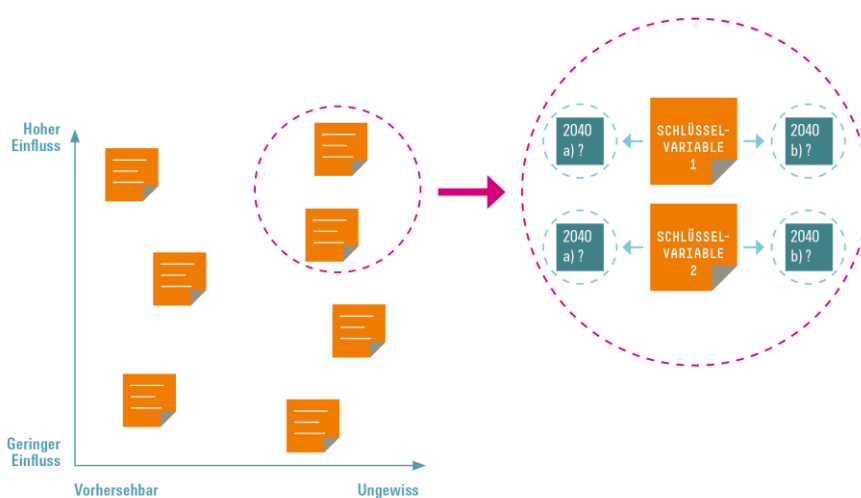 Hoher
Einfluss
Geringer
Einfluss
Vorhersehbar
Ungewiss
2040
a) ?
SCHLÜSSEL-
VARIABLE
1
2040
b) ?
2040
a) ?
SCHLÜSSEL-
VARIABLE
2
2040
b) ?